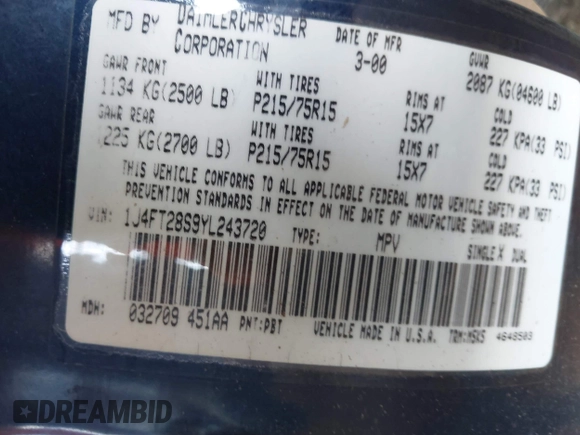 MFD BY DAIMLERCHRYSLER CORPORATION DATE OF MFR 3-00 GVWR 2087 KG(04600 LB)
GAWR FRONT WITH TIRES RIMS AT COLD
1134 KG(2500 LB) P215/75R15 15X7 227 KPA(33 PSI)
GAWR REAR WITH TIRES RIMS AT COLD
1225 KG(2700 LB) P215/75R15 15X7 227 KPA(33 PSI)
THIS VEHICLE CONFORMS TO ALL APPLICABLE FEDERAL MOTOR VEHICLE SAFETY AND THEFT
PREVENTION STANDARDS IN EFFECT ON THE DATE OF MANUFACTURE SHOWN ABOVE.
VIN: 1J4FT28S9YL243720 TYPE: MPV SINGLE X DUAL
MDH: 032709 451AA PNT:PBT VEHICLE MADE IN U.S.A. TRM:M5K5 4648503
DREAMBID